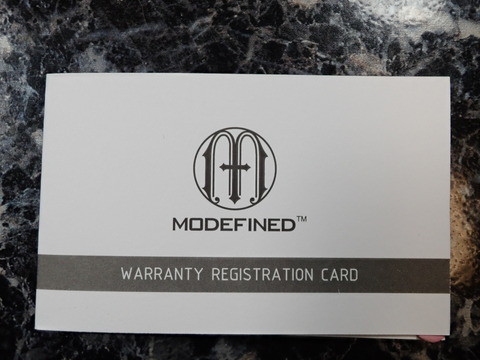 MODEFINED™
WARRANTY REGISTRATION CARD